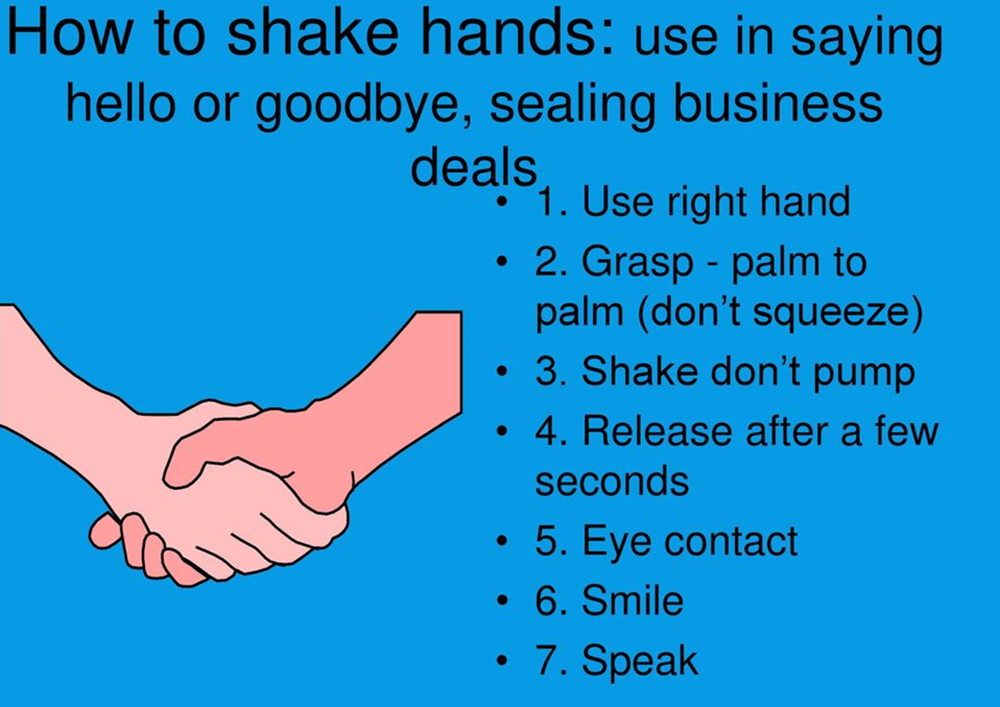 How to shake hands: use in saying
hello or goodbye, sealing business
deals
• 1. Use right hand
• 2. Grasp - palm to
palm (don’t squeeze)
• 3. Shake don’t pump
• 4. Release after a few
seconds
• 5. Eye contact
• 6. Smile
• 7. Speak